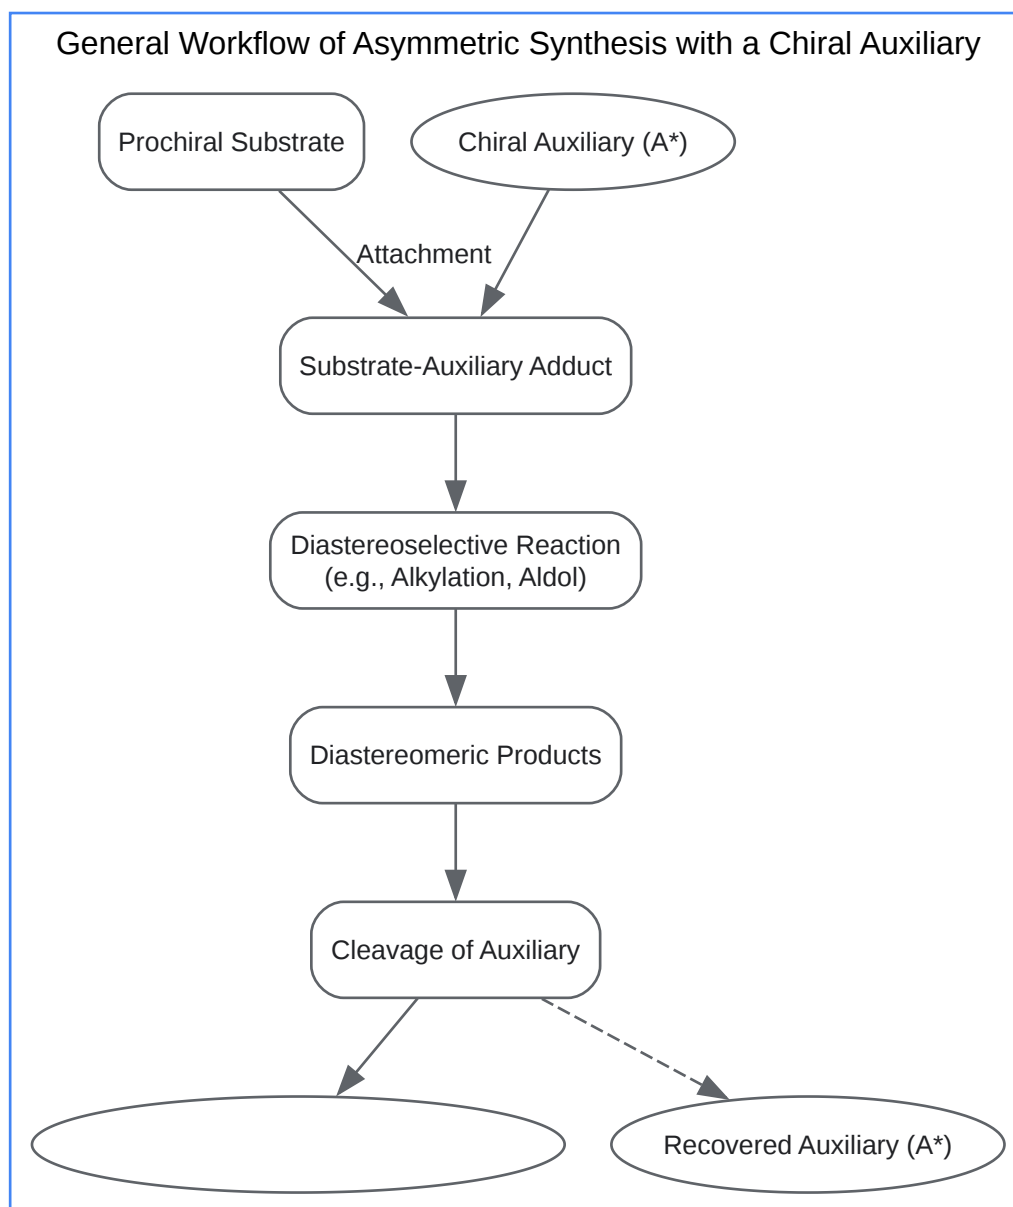 General Workflow of Asymmetric Synthesis with a Chiral Auxiliary
Prochiral Substrate
Chiral Auxiliary (A*)
Attachment
Substrate-Auxiliary Adduct
Diastereoselective Reaction
(e.g., Alkylation, Aldol)
Diastereomeric Products
Cleavage of Auxiliary
Recovered Auxiliary (A*)